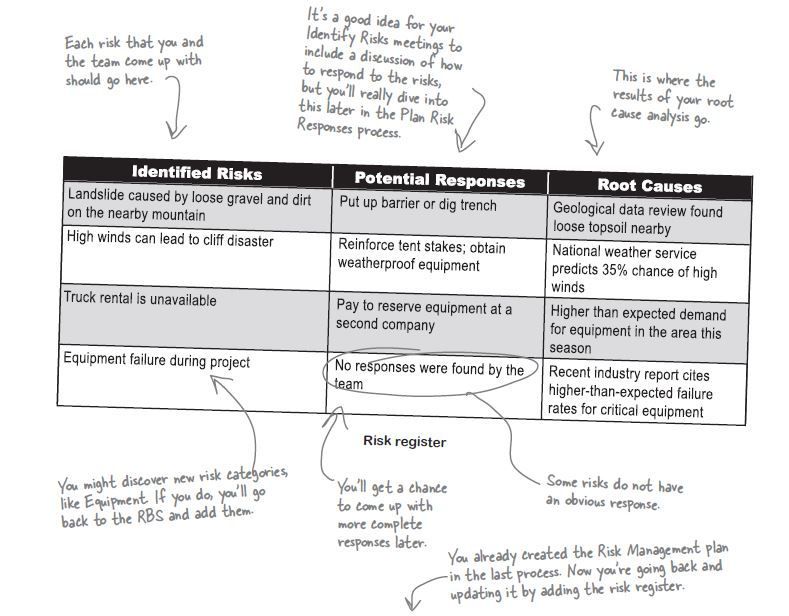 Each risk that you and
the team come up with
should go here.
It's a good idea for your
Identify Risks meetings to
include a discussion of how
to respond to the risks,
but you'll really dive into
this later in the Plan Risk
Responses process.
This is where the
results of your root
cause analysis go.
Identified Risks
Potential Responses
Root Causes
Landslide caused by loose gravel and dirt
on the nearby mountain
Put up barrier or dig trench
Geological data review found
loose topsoil nearby
High winds can lead to cliff disaster
Reinforce tent stakes; obtain
weatherproof equipment
National weather service
predicts 35% chance of high
winds
Truck rental is unavailable
Pay to reserve equipment at a
second company
Higher than expected demand
for equipment in the area this
season
Equipment failure during project
No responses were found by the
team
Recent industry report cites
higher-than-expected failure
rates for critical equipment
Risk register
You might discover new risk categories,
like Equipment. If you do, you'll go
back to the RBS and add them.
You'll get a chance
to come up with
more complete
responses later.
Some risks do not have
an obvious response.
You already created the Risk Management plan
in the last process. Now you're going back and
updating it by adding the risk register.